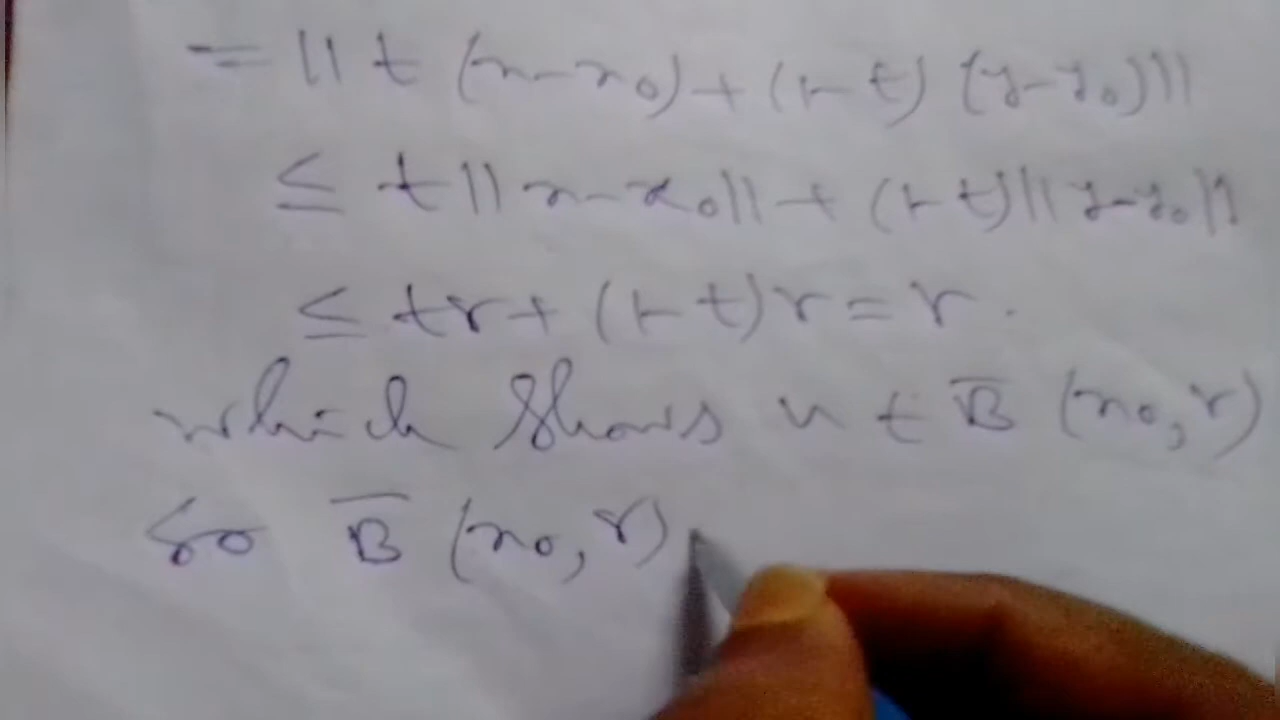 = || t (x-x₀) + (1-t) (y-y₀)||
≤ t||x-x₀|| + (1-t)||y-y₀||
≤ tr + (1-t)r = r.
which shows u ∈ B̅ (x₀, r)
so B̅ (x₀, r)